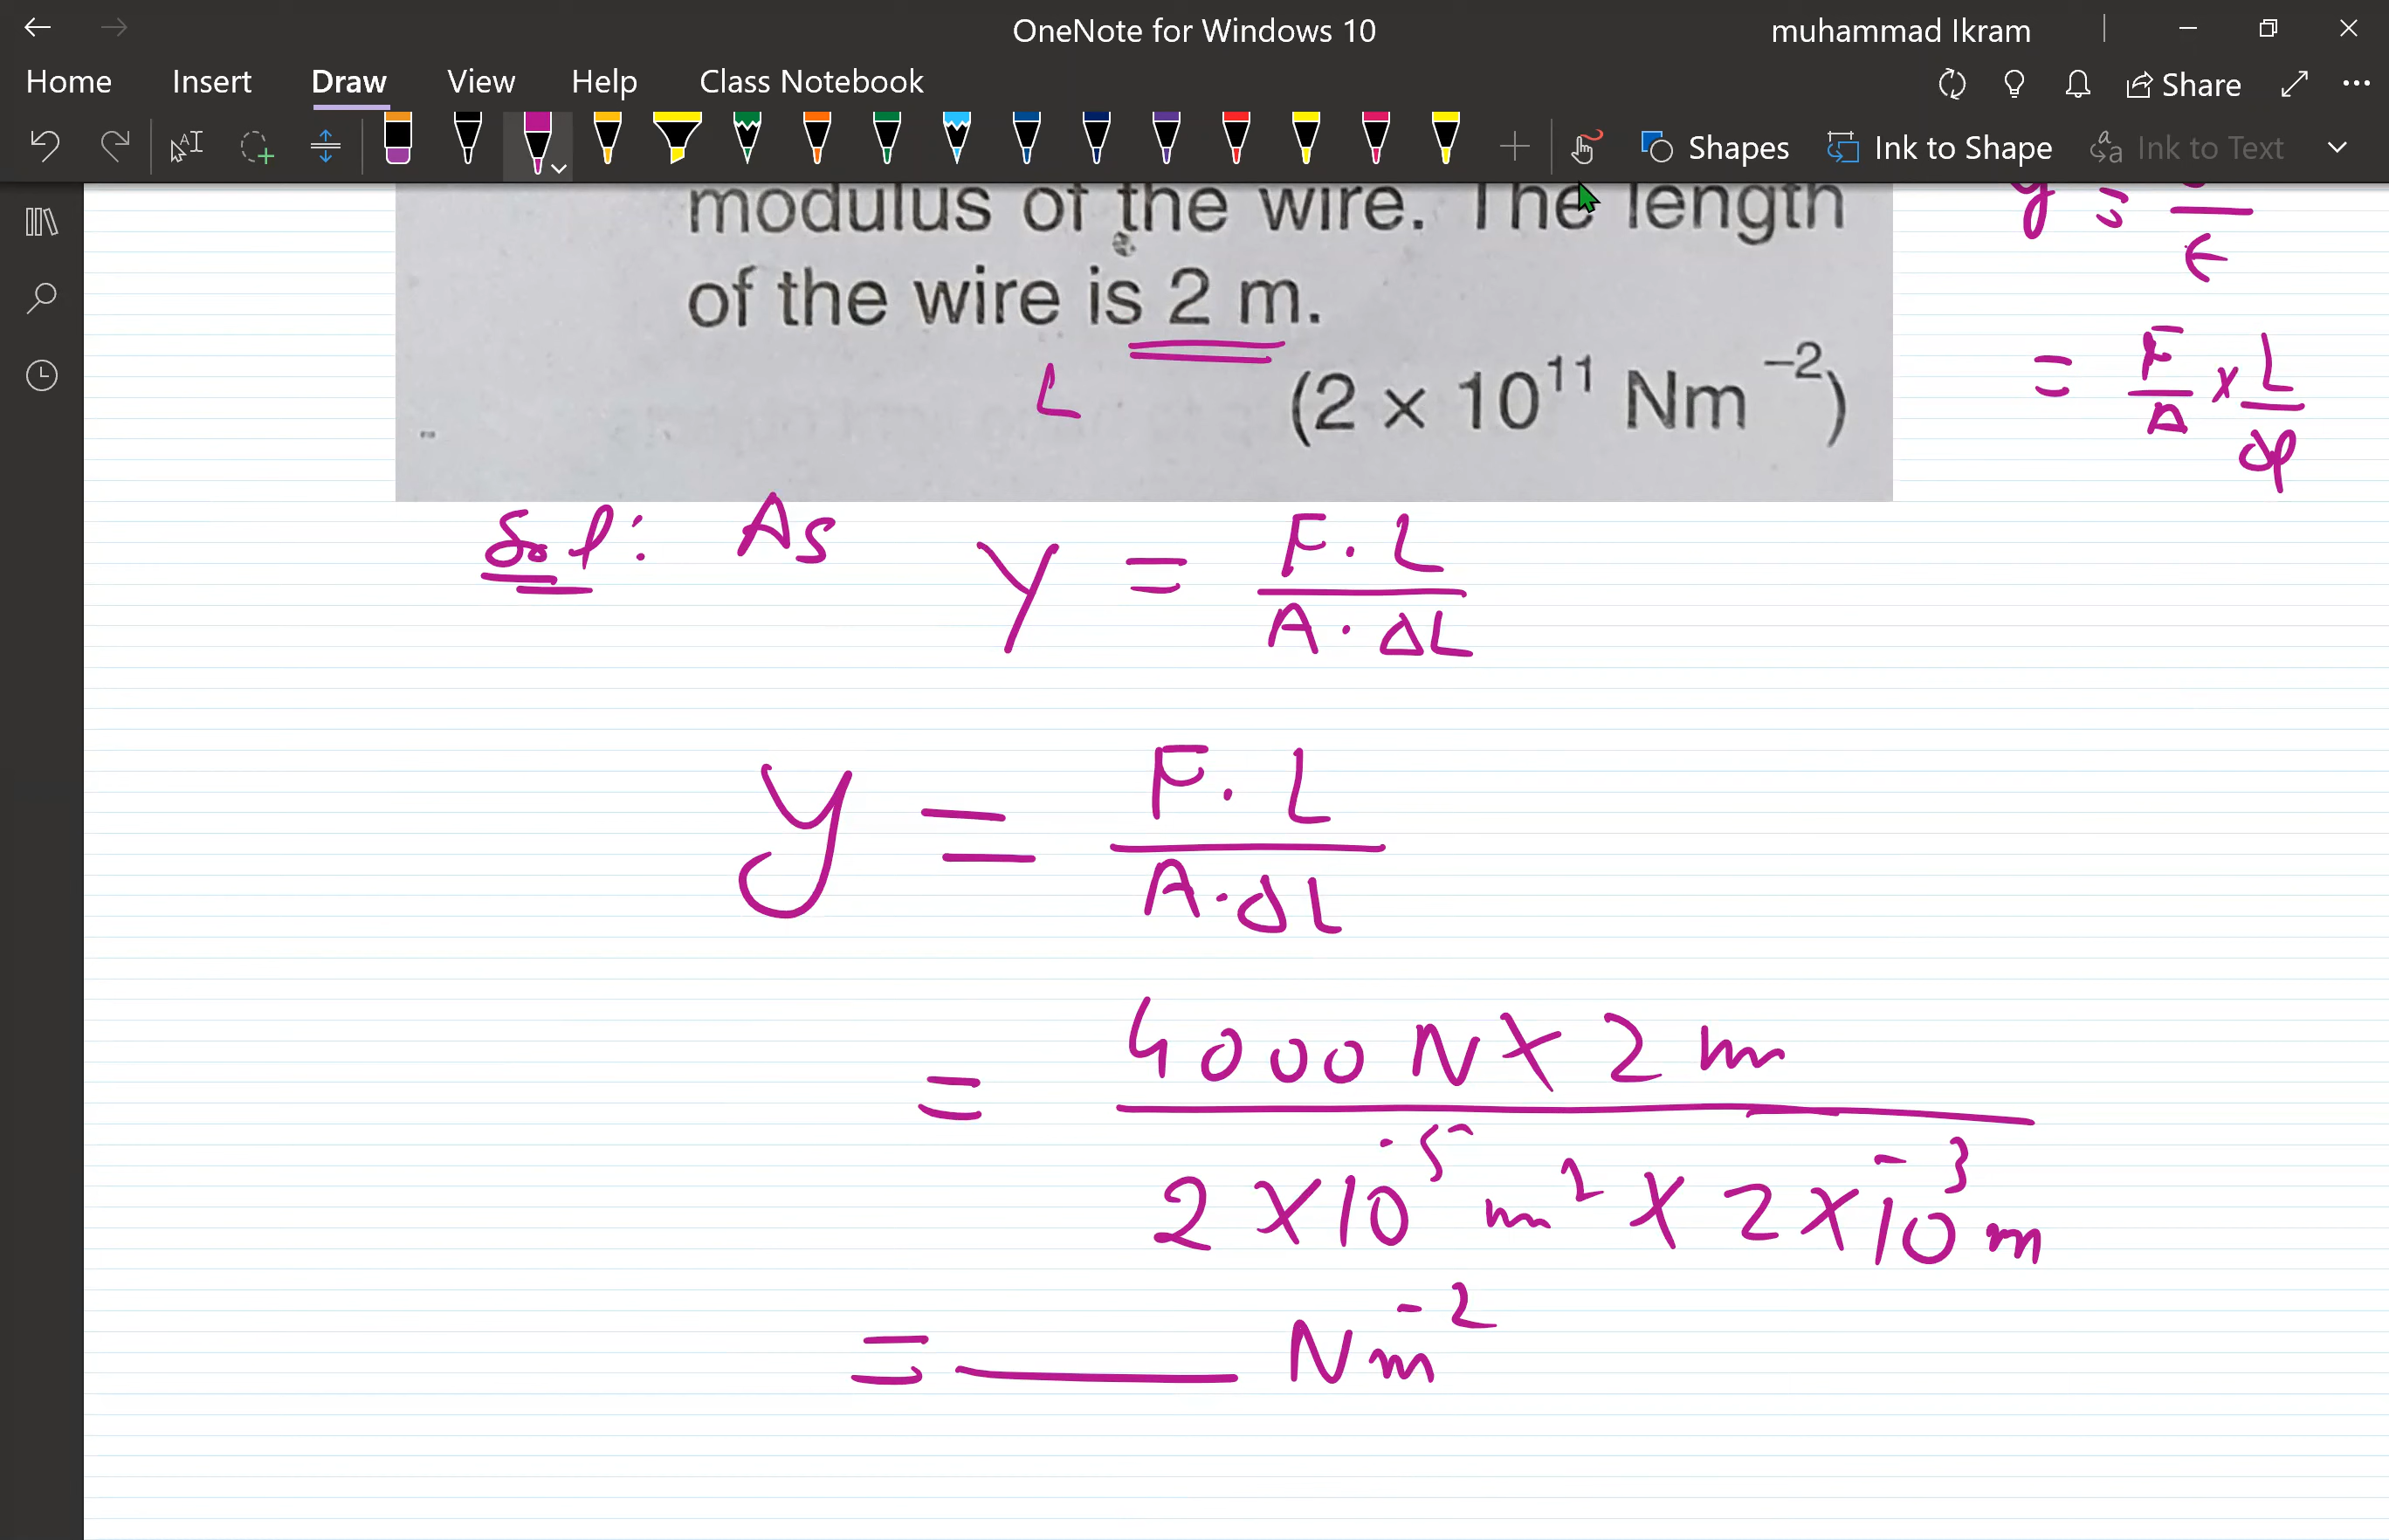 OneNote for Windows 10
muhammad Ikram
Home Insert Draw View Help Class Notebook
Share
Shapes Ink to Shape Ink to Text
modulus of the wire. The length
of the wire is 2 m.
L
(2 × 10¹¹ Nm⁻²)
= F/A × L/Δl
Sol: As Y = F. L / A . ΔL
Y = F. L / A . ΔL
= 4000 N × 2 m / 2 × 10⁻⁵ m² × 2 × 10⁻³ m
= ______ Nm⁻²